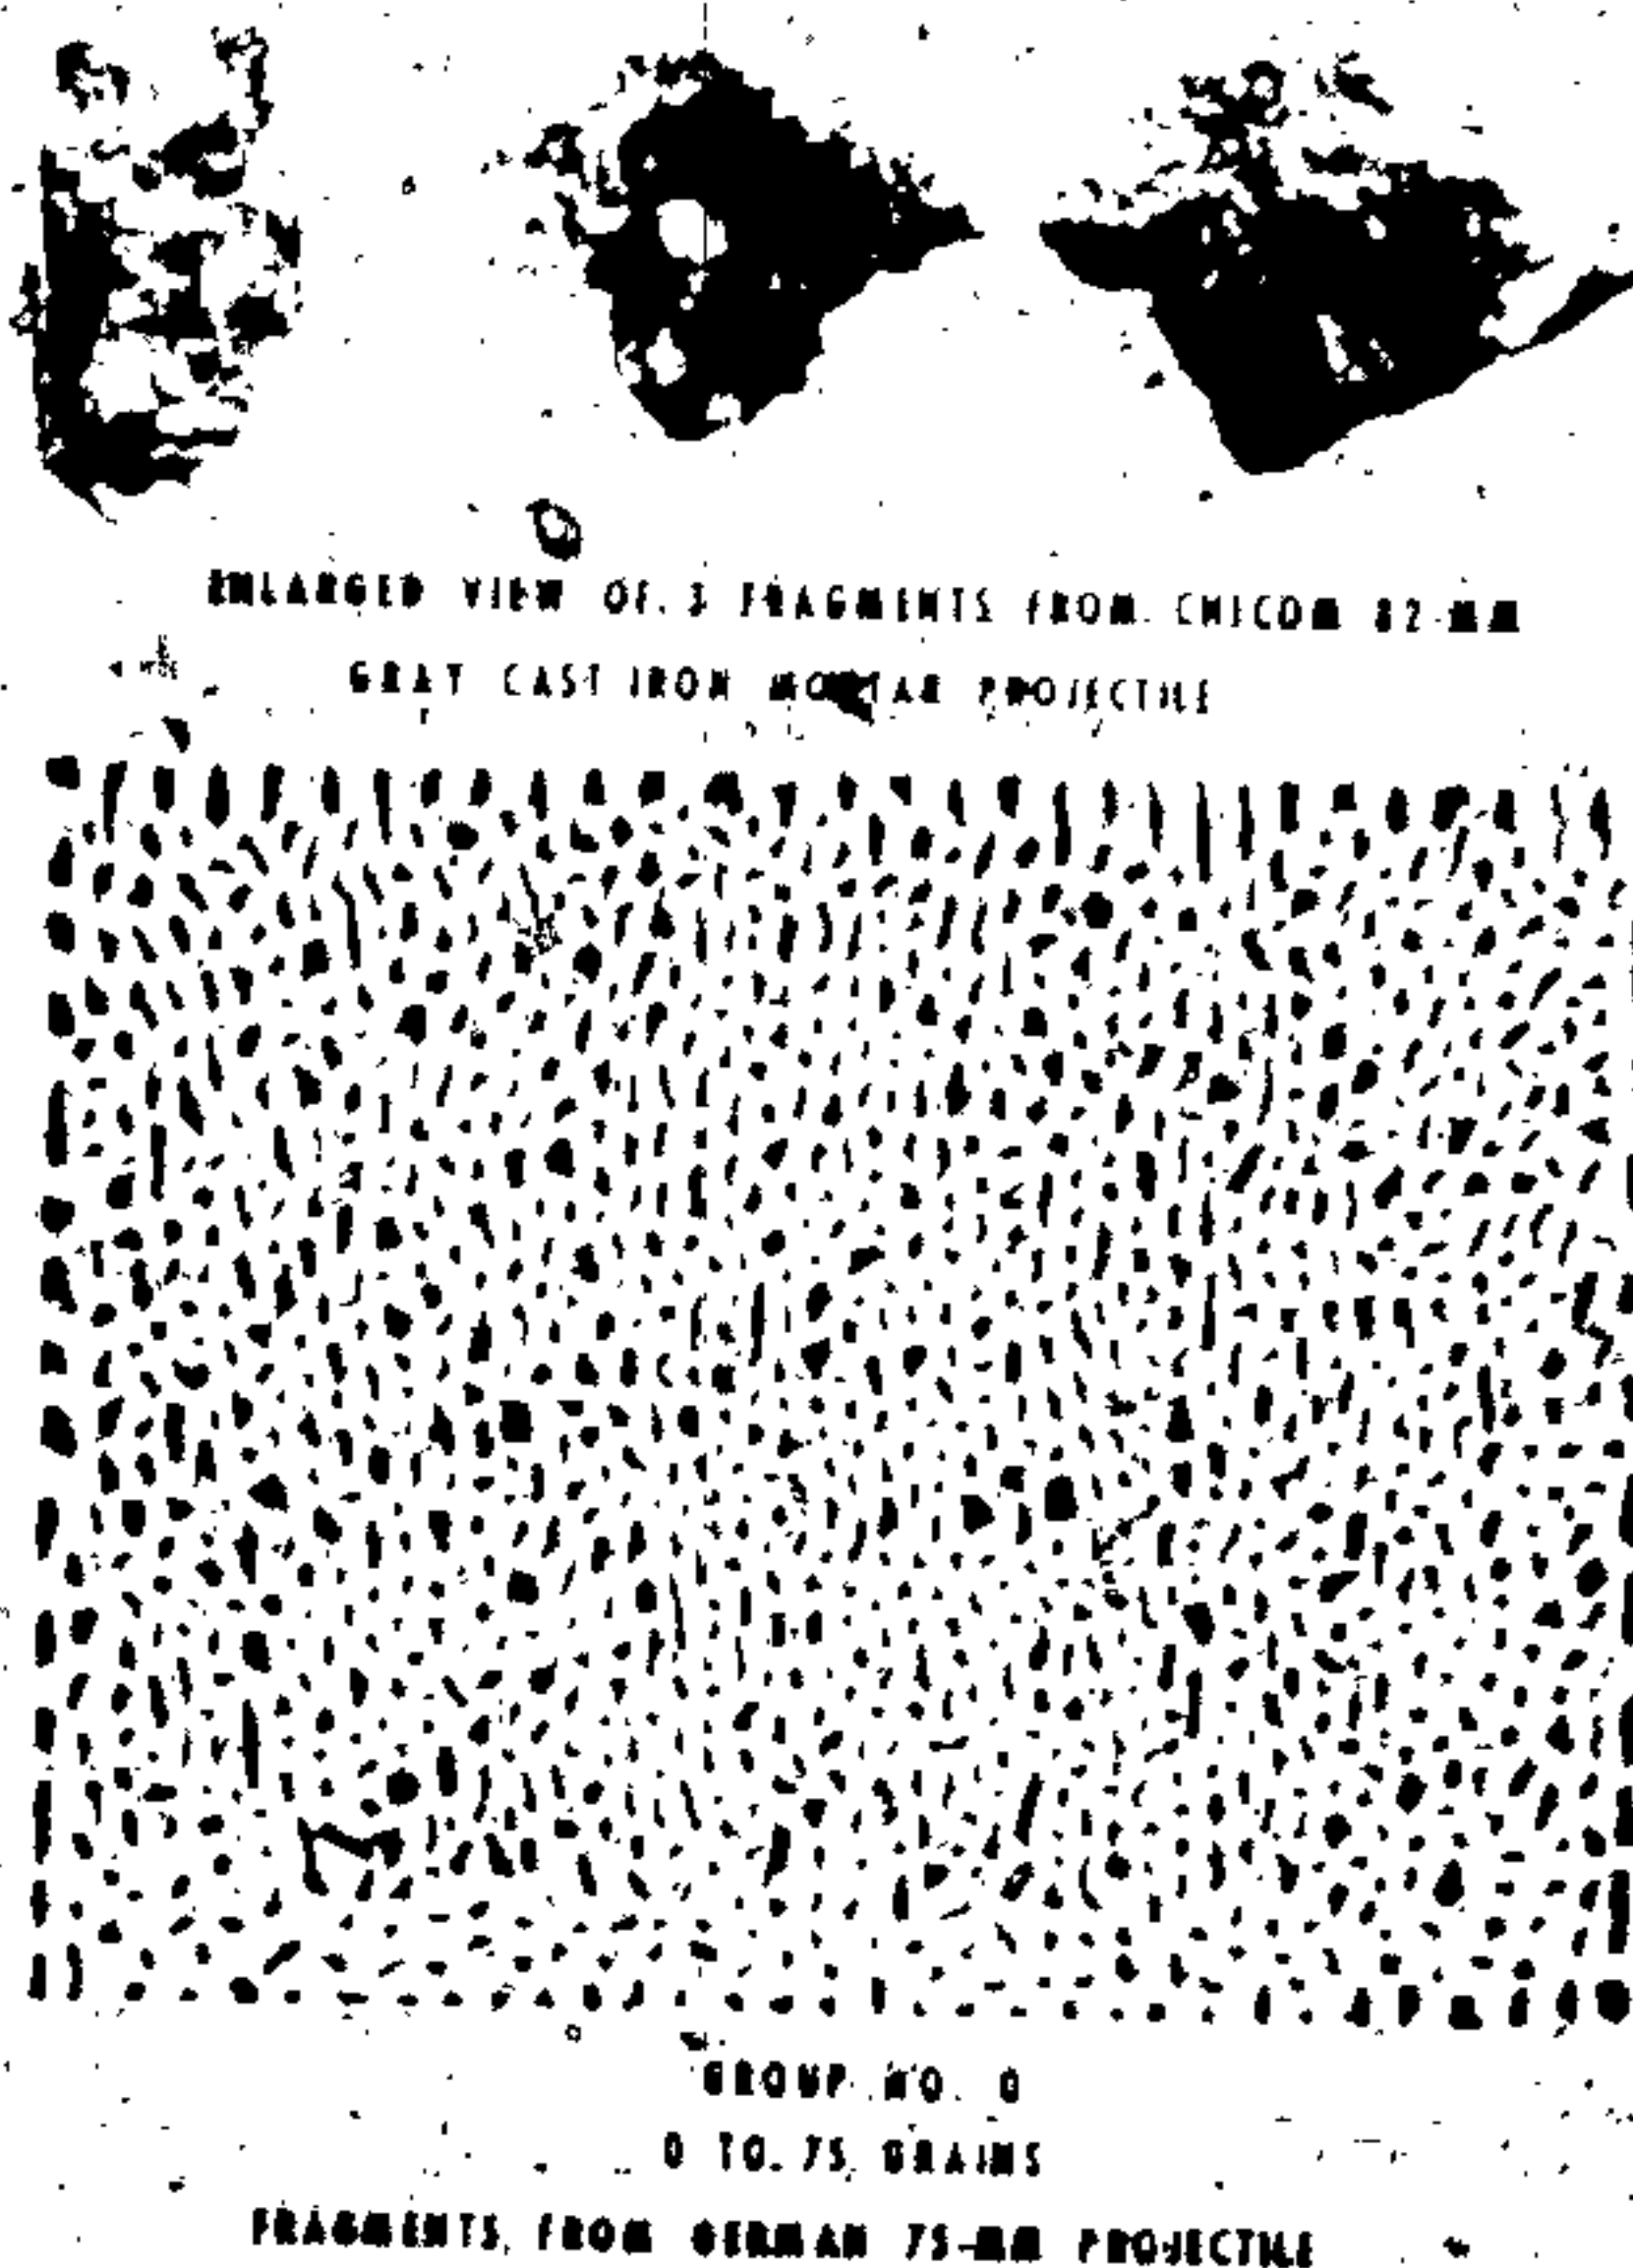 ENLARGED VIEW OF 3 FRAGMENTS FROM CHICOM 82-MM
GRAY CAST IRON MORTAR PROJECTILE
GROUP NO. 0
0 TO 75 GRAINS
FRAGMENTS FROM GERMAN 75-MM PROJECTILE